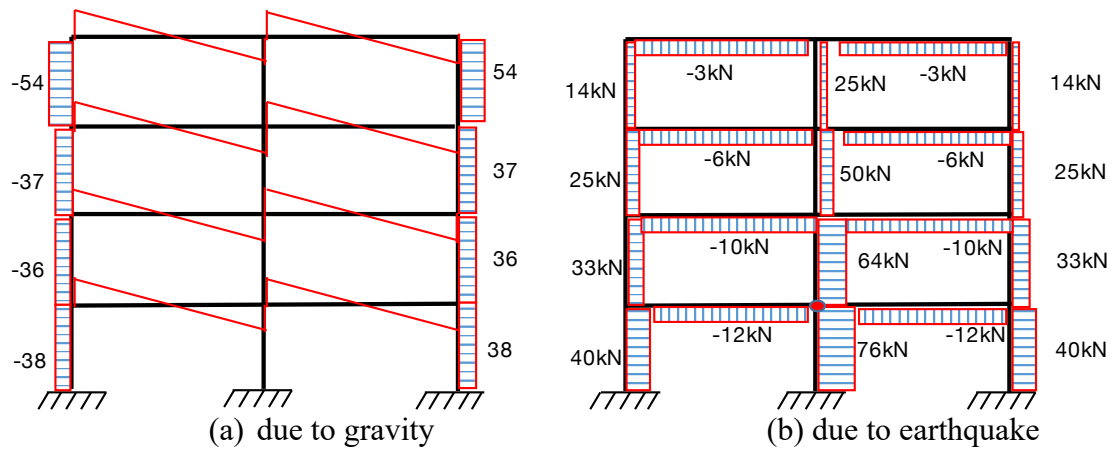 -54
54
-37
37
-36
36
-38
38
(a) due to gravity
-3kN
-3kN
14kN
25kN
14kN
-6kN
-6kN
25kN
50kN
25kN
-10kN
-10kN
33kN
64kN
33kN
-12kN
-12kN
40kN
76kN
40kN
(b) due to earthquake